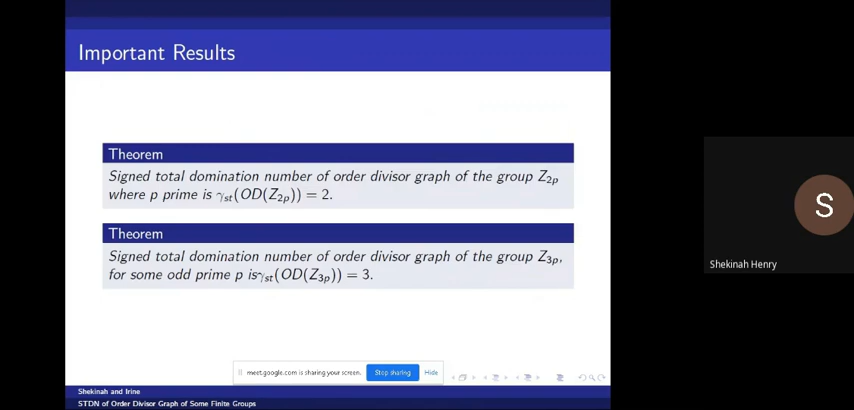 Important Results
Theorem
Signed total domination number of order divisor graph of the group Z₂ₚ
where p prime is γₛₜ(OD(Z₂ₚ)) = 2.
Theorem
Signed total domination number of order divisor graph of the group Z₃ₚ,
for some odd prime p isγₛₜ(OD(Z₃ₚ)) = 3.
S
Shekinah Henry
meet.google.com is sharing your screen. Stop sharing Hide
Shekinah and Irine
STDN of Order Divisor Graph of Some Finite Groups